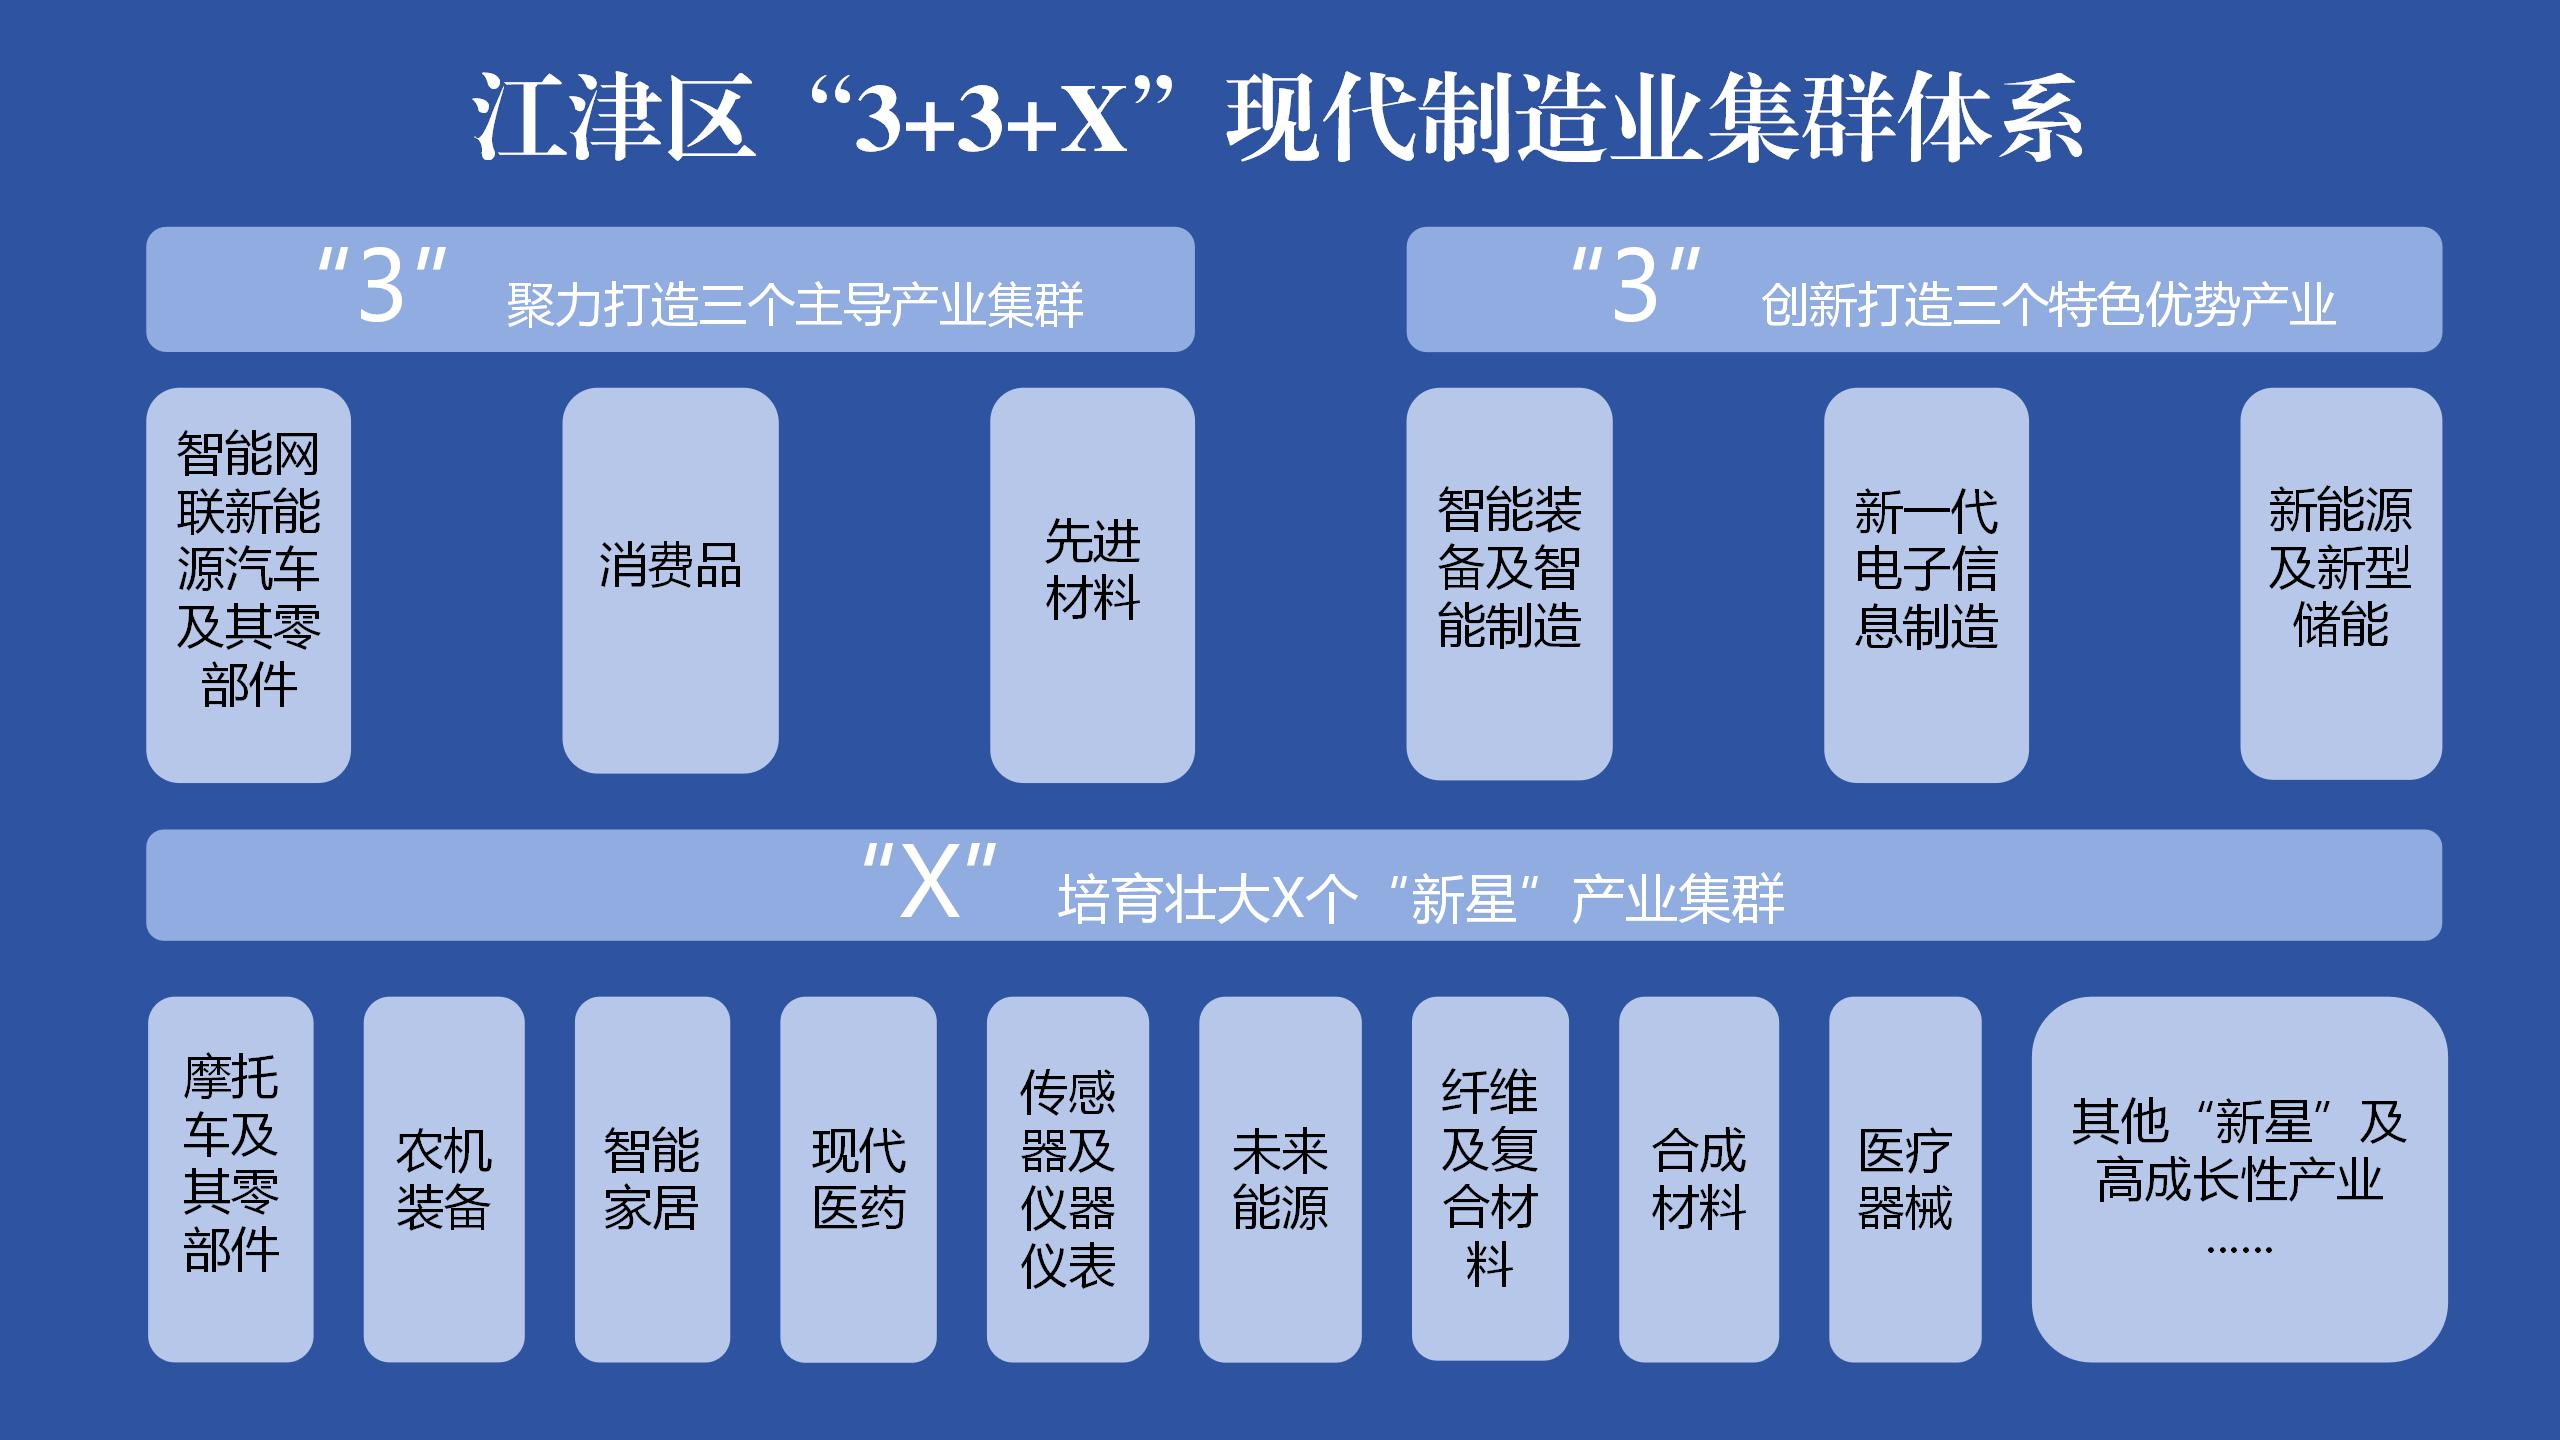 江津区“3+3+X”现代制造业集群体系
“3” 聚力打造三个主导产业集群
“3” 创新打造三个特色优势产业
智能网
联新能
源汽车
及其零
部件
消费品
先进
材料
智能装
备及智
能制造
新一代
电子信
息制造
新能源
及新型
储能
“X” 培育壮大X个“新星”产业集群
摩托
车及
其零
部件
农机
装备
智能
家居
现代
医药
传感
器及
仪器
仪表
未来
能源
纤维
及复
合材
料
合成
材料
医疗
器械
其他“新星”及
高成长性产业
……